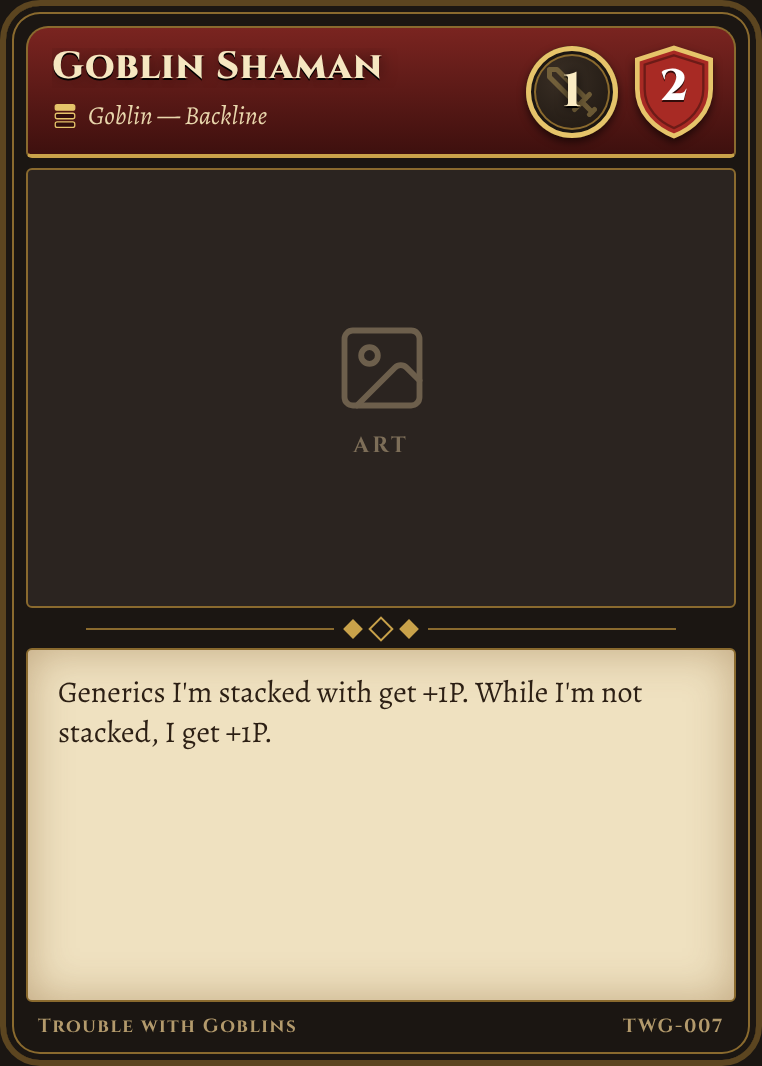 Goblin Shaman
1
2
Goblin — Backline
ART
Generics I'm stacked with get +1P. While I'm not
stacked, I get +1P.
Trouble with Goblins
TWG-007